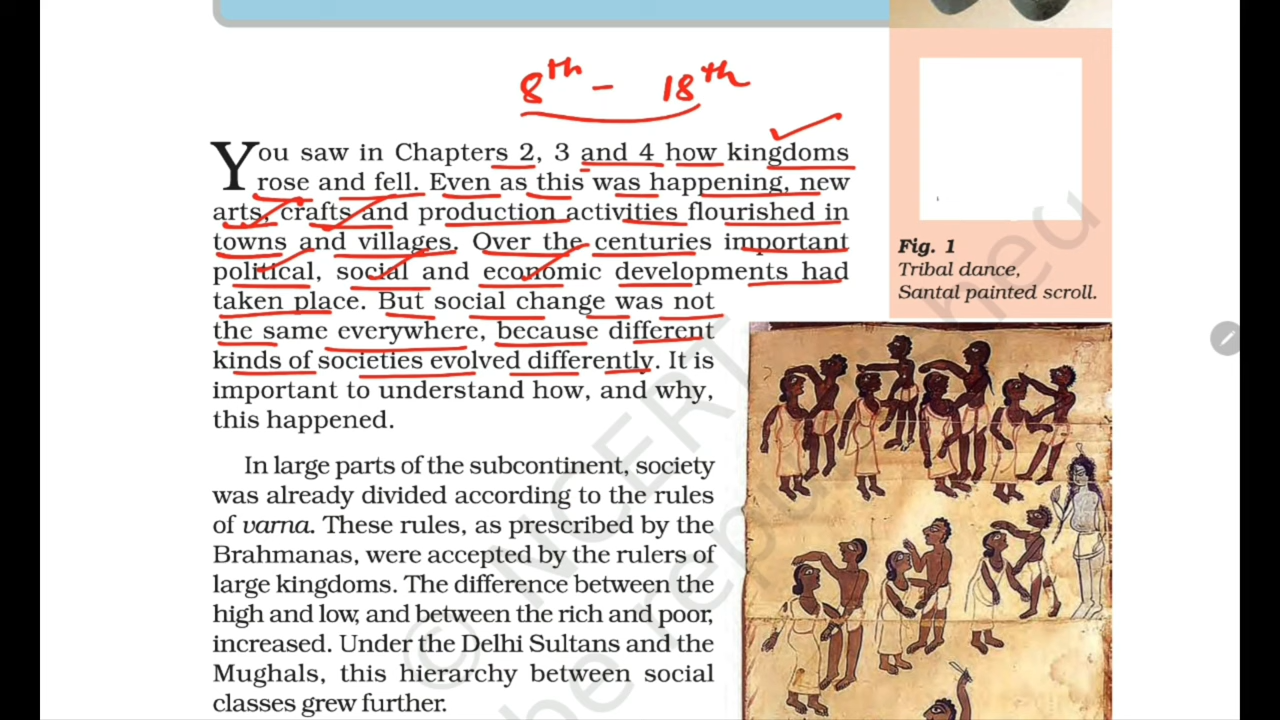 8th - 18th
You saw in Chapters 2, 3 and 4 how kingdoms
rose and fell. Even as this was happening, new
arts, crafts and production activities flourished in
towns and villages. Over the centuries important
political, social and economic developments had
taken place. But social change was not
the same everywhere, because different
kinds of societies evolved differently. It is
important to understand how, and why,
this happened.
In large parts of the subcontinent, society
was already divided according to the rules
of varna. These rules, as prescribed by the
Brahmanas, were accepted by the rulers of
large kingdoms. The difference between the
high and low, and between the rich and poor,
increased. Under the Delhi Sultans and the
Mughals, this hierarchy between social
classes grew further.
Fig. 1
Tribal dance,
Santal painted scroll.
© NCERT
be republished